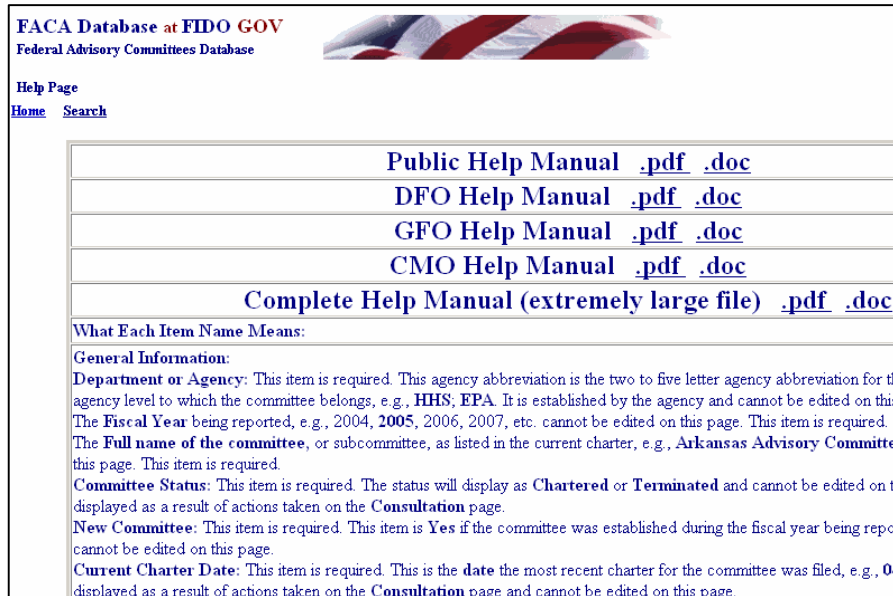 FACA Database at FIDO GOV
Federal Advisory Committees Database
Help Page
Home Search
Public Help Manual .pdf .doc
DFO Help Manual .pdf .doc
GFO Help Manual .pdf .doc
CMO Help Manual .pdf .doc
Complete Help Manual (extremely large file) .pdf .doc
What Each Item Name Means:
General Information:
Department or Agency: This item is required. This agency abbreviation is the two to five letter agency abbreviation for
agency level to which the committee belongs, e.g., HHS; EPA. It is established by the agency and cannot be edited on
The Fiscal Year being reported, e.g., 2004, 2005, 2006, 2007, etc. cannot be edited on this page. This item is required.
The Full name of the committee, or subcommittee, as listed in the current charter, e.g., Arkansas Advisory
this page. This item is required.
Committee Status: This item is required. The status will display as Chartered or Terminated and cannot be edited on
displayed as a result of actions taken on the Consultation page.
New Committee: This item is required. This item is Yes if the committee was established during the fiscal year being
cannot be edited on this page.
Current Charter Date: This item is required. This is the date the most recent charter for the committee was filed, e.g.,
displayed as a result of actions taken on the Consultation page and cannot be edited on this page.